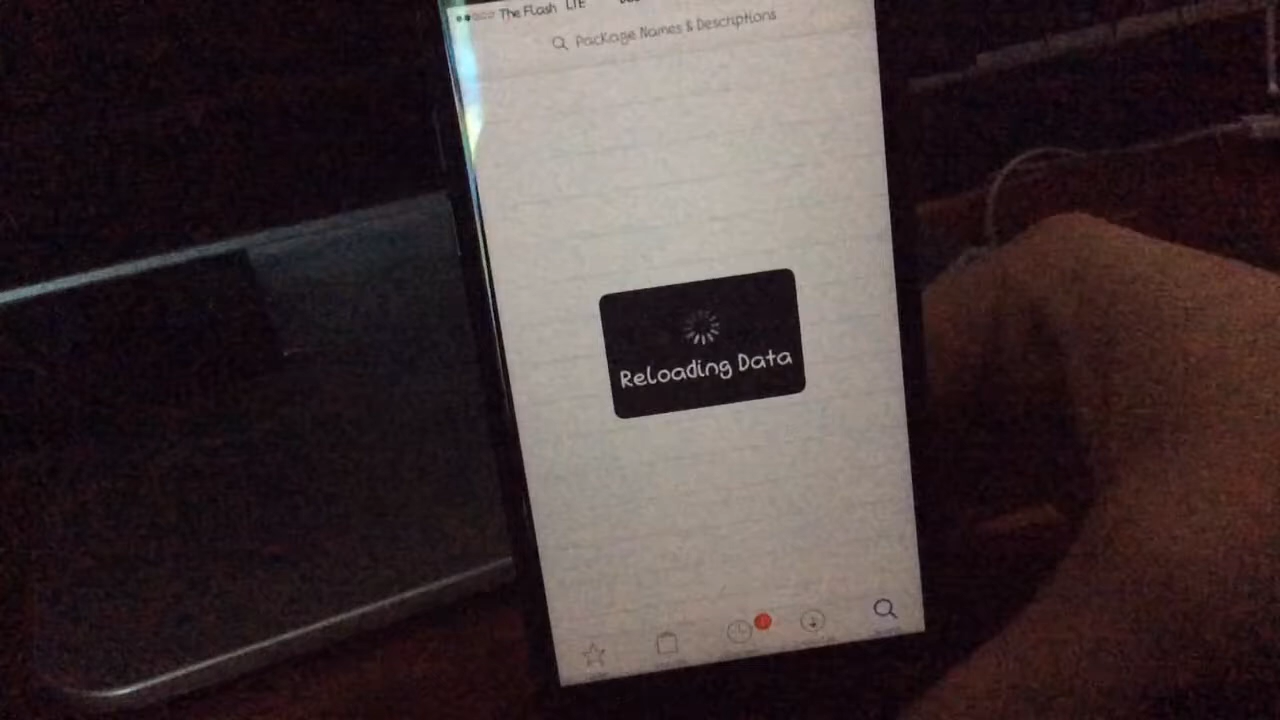 The Flash LTE
Package Names & Descriptions
Reloading Data